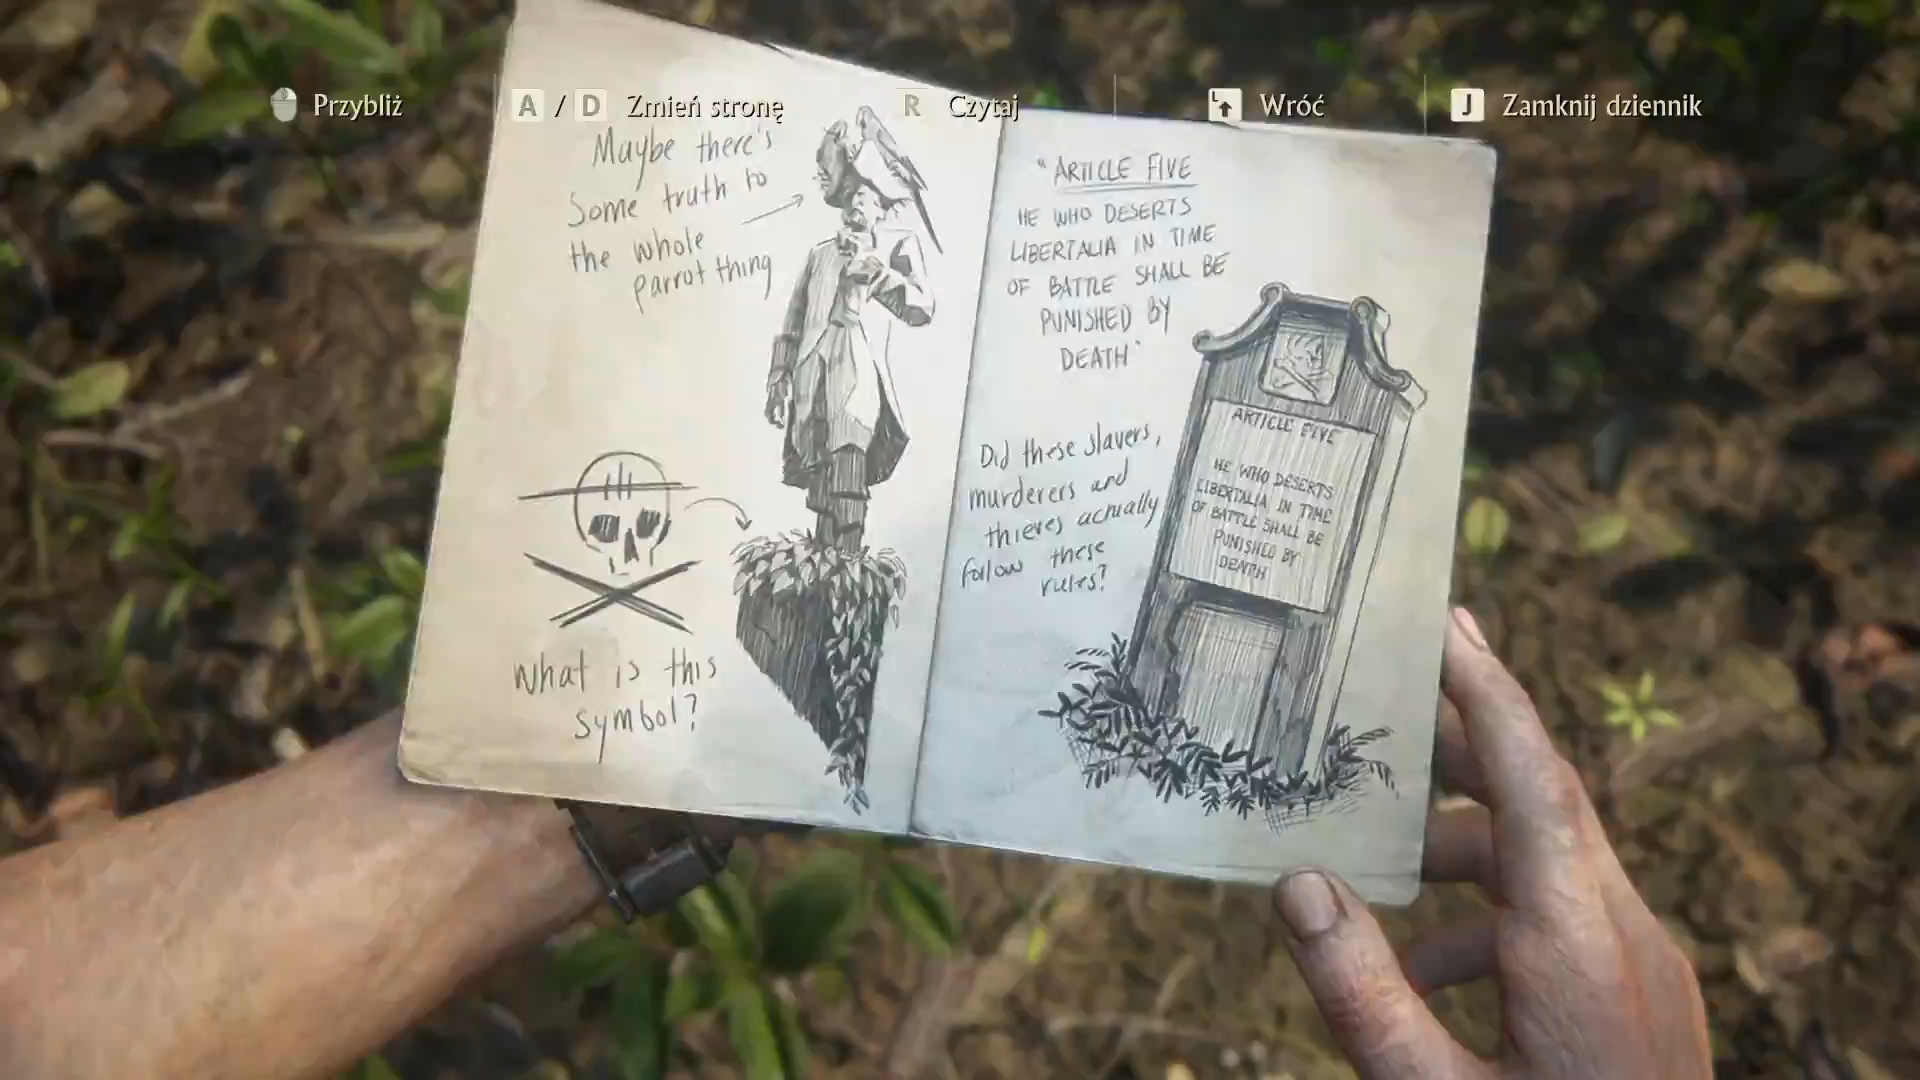 Przybliż
A / D Zmień stronę
R Czytaj
Wróć
J Zamknij dziennik
Maybe there's
Some truth to
the whole
parrot thing
What is this
symbol?
"ARTICLE FIVE
HE WHO DESERTS
LIBERTALIA IN TIME
OF BATTLE SHALL BE
PUNISHED BY
DEATH"
Did these slavers,
murderers and
thieves actually
follow these
rules?
ARTICLE FIVE
HE WHO DESERTS
LIBERTALIA IN TIME
OF BATTLE SHALL BE
PUNISHED BY
DEATH